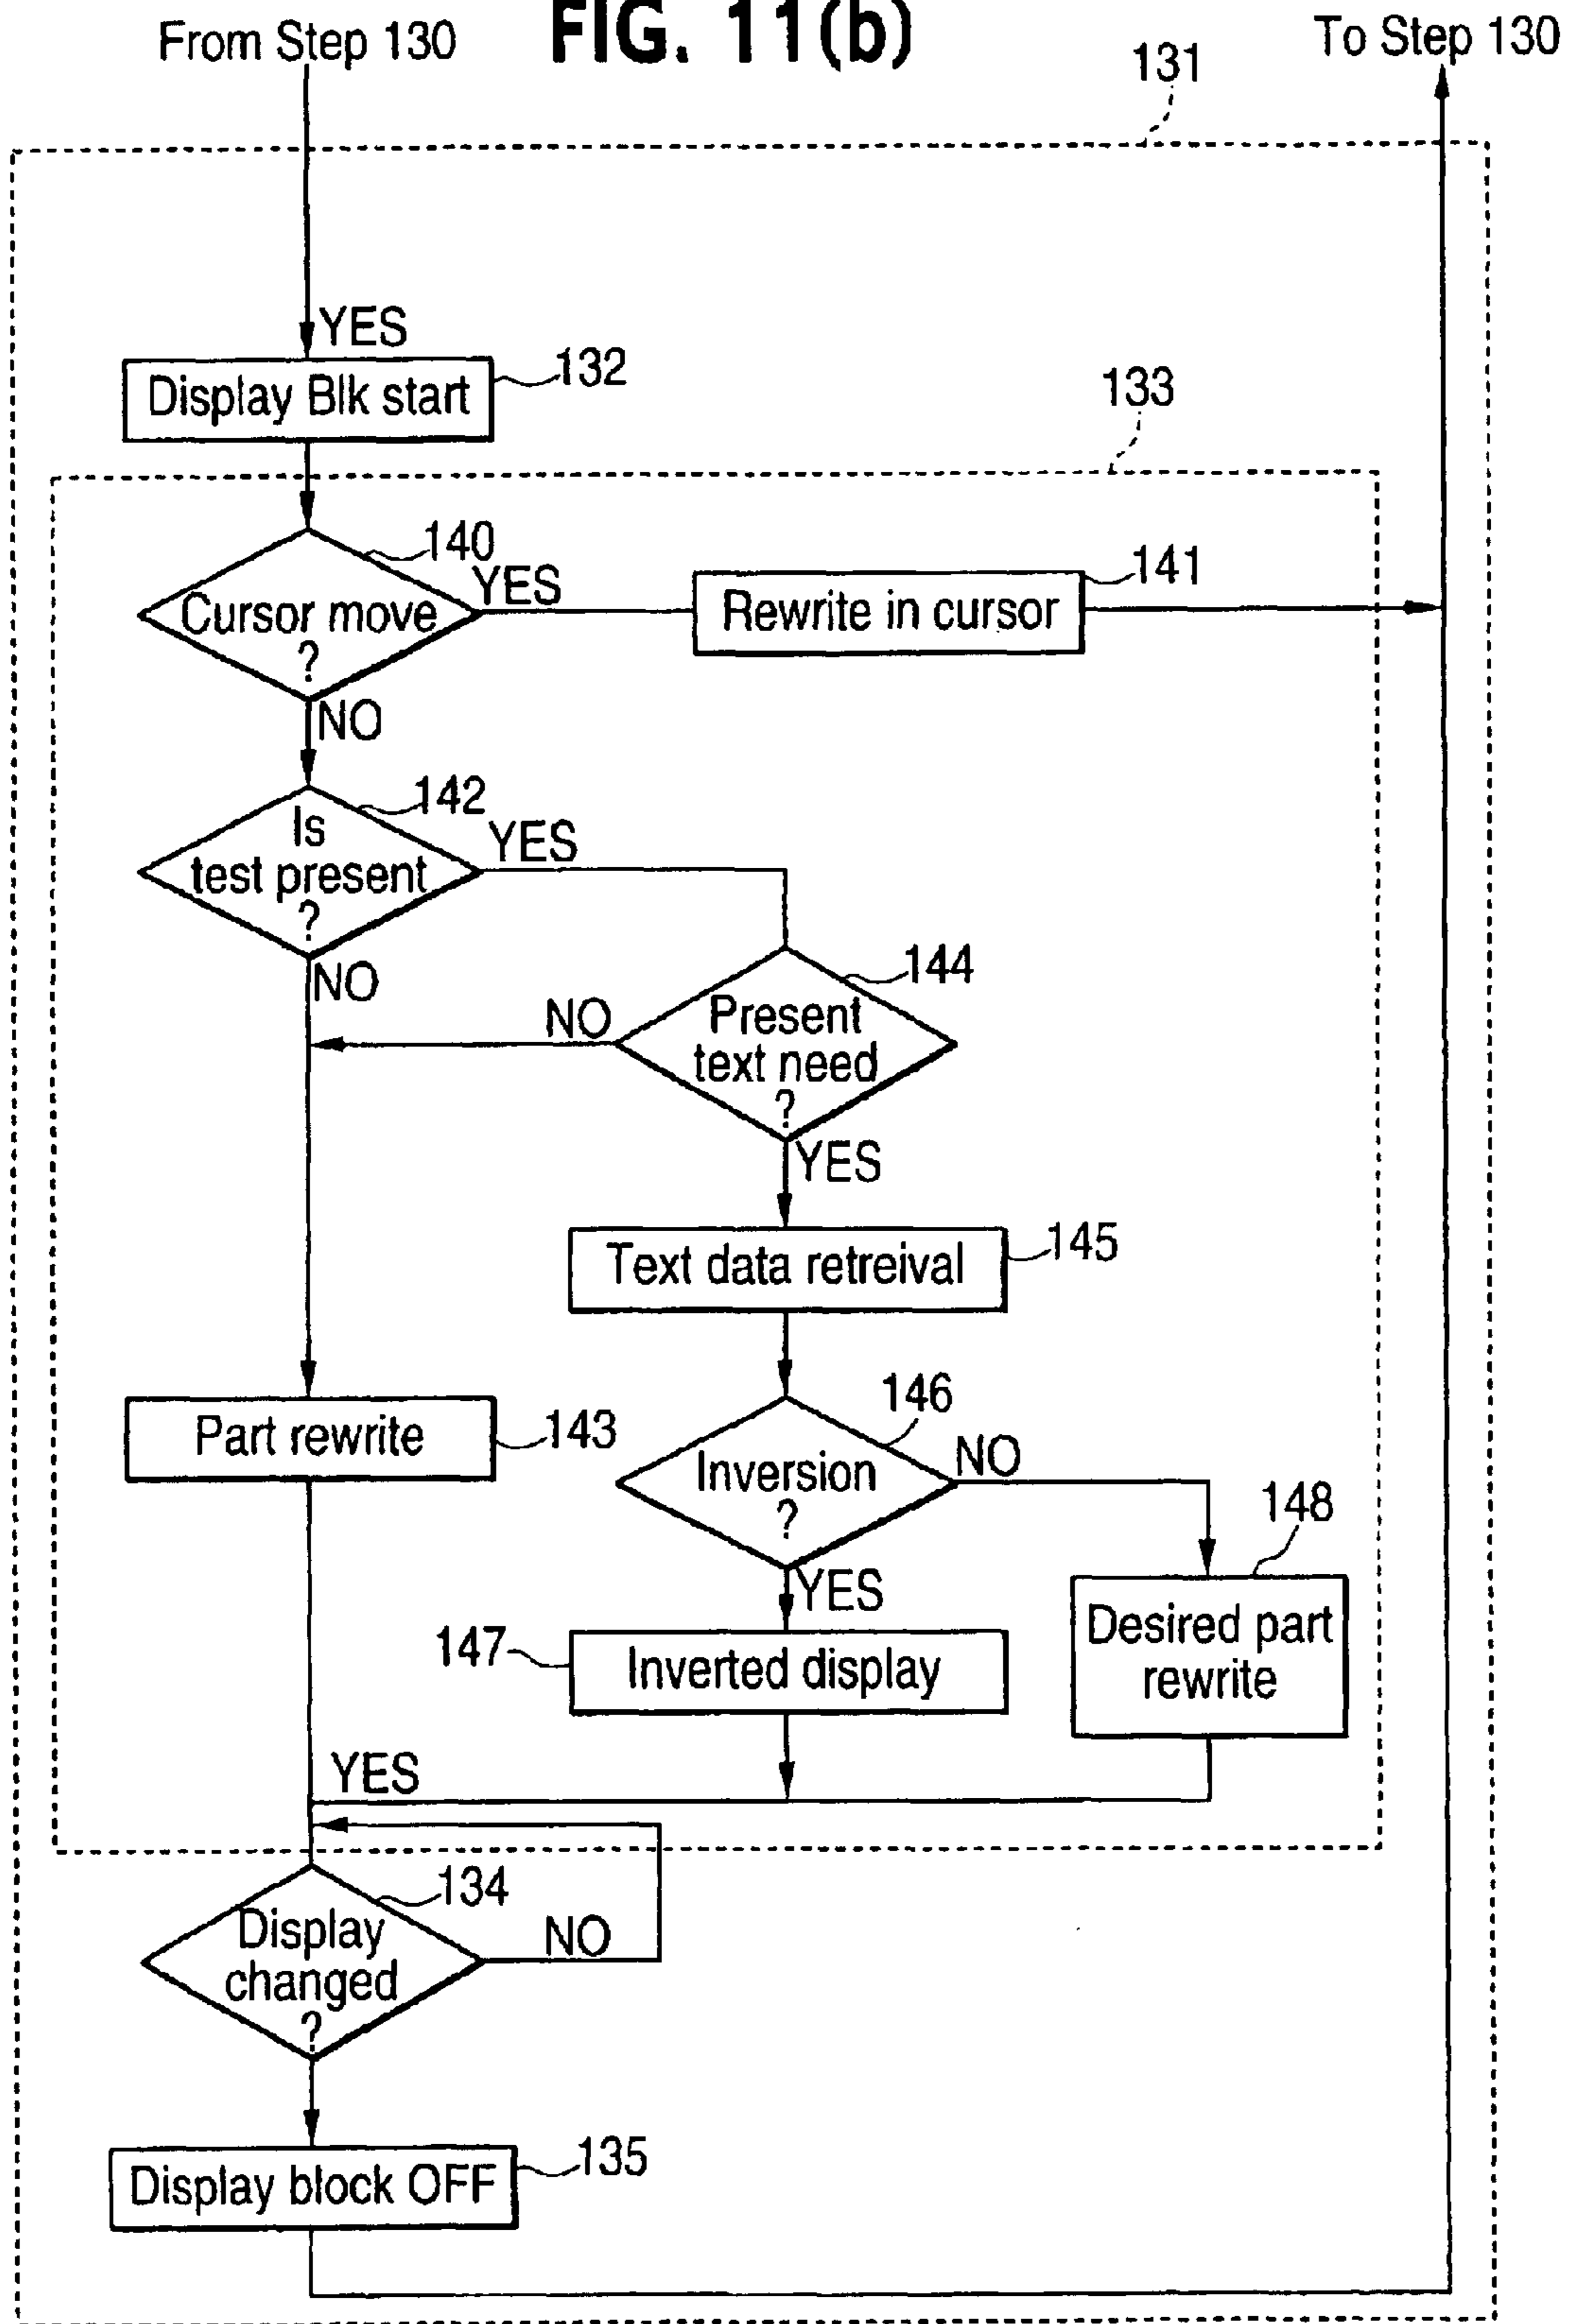 FIG. 11(b)
From Step 130
To Step 130
131
YES
Display Blk start
132
133
140
Cursor move
?
YES
Rewrite in cursor
141
NO
142
Is
test present
?
YES
NO
144
Present
text need
?
NO
YES
Text data retreival
145
Part rewrite
143
146
Inversion
?
NO
148
YES
147
Inverted display
Desired part
rewrite
YES
134
Display
changed
?
NO
Display block OFF
135